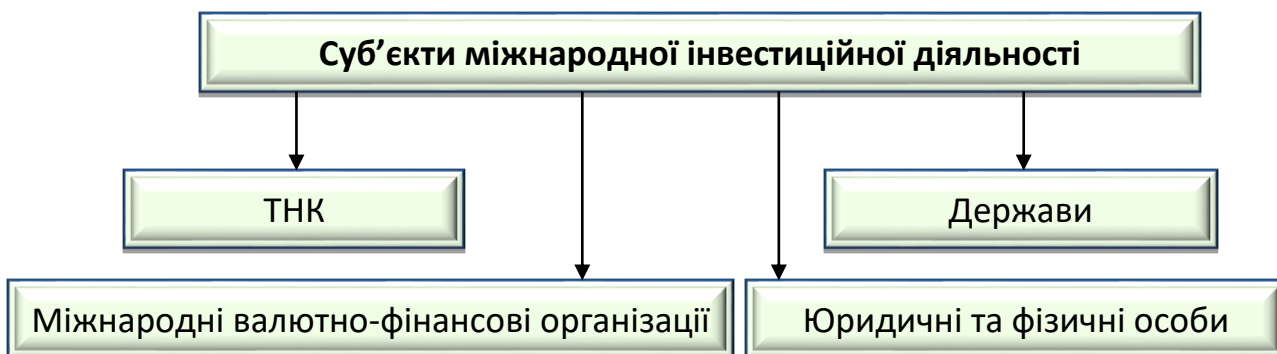 Суб’єкти міжнародної інвестиційної діяльності
ТНК
Держави
Міжнародні валютно-фінансові організації
Юридичні та фізичні особи